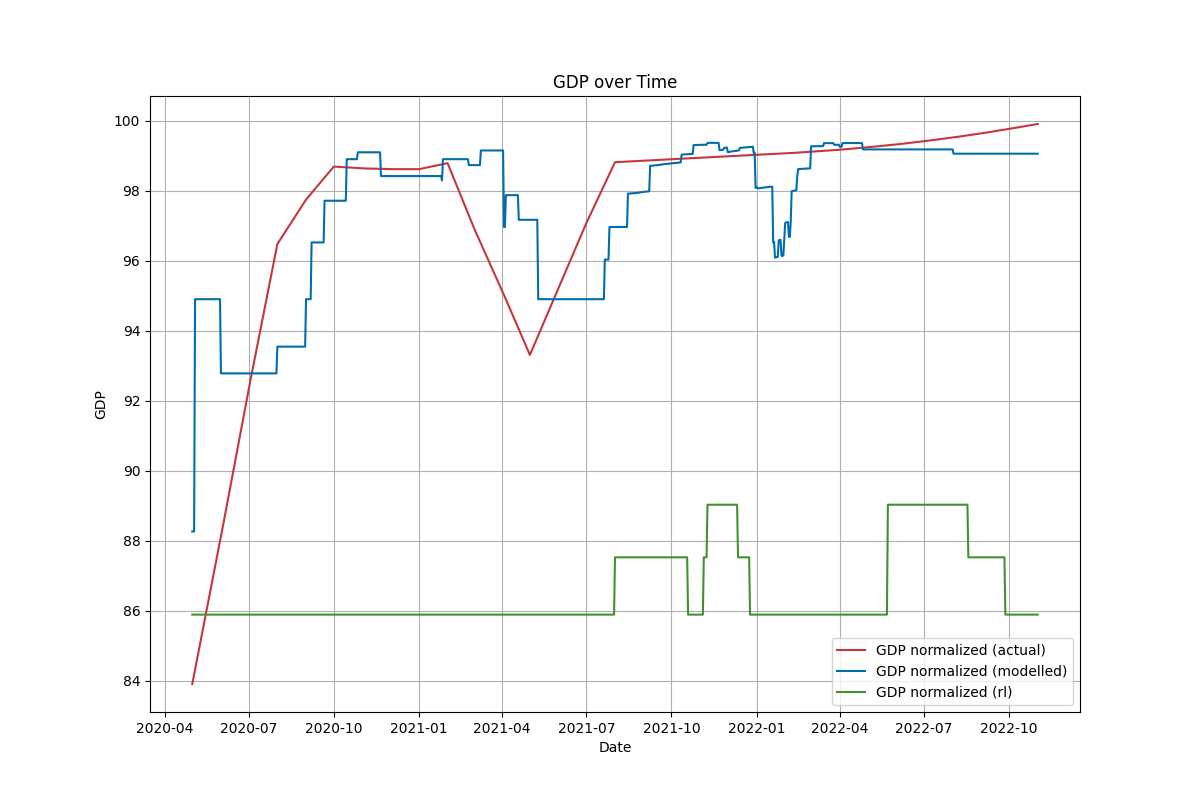 GDP over Time
100
98
96
94
92
90
88
86
84
GDP
2020-04 2020-07 2020-10 2021-01 2021-04 2021-07 2021-10 2022-01 2022-04 2022-07 2022-10
Date
GDP normalized (actual)
GDP normalized (modelled)
GDP normalized (rl)